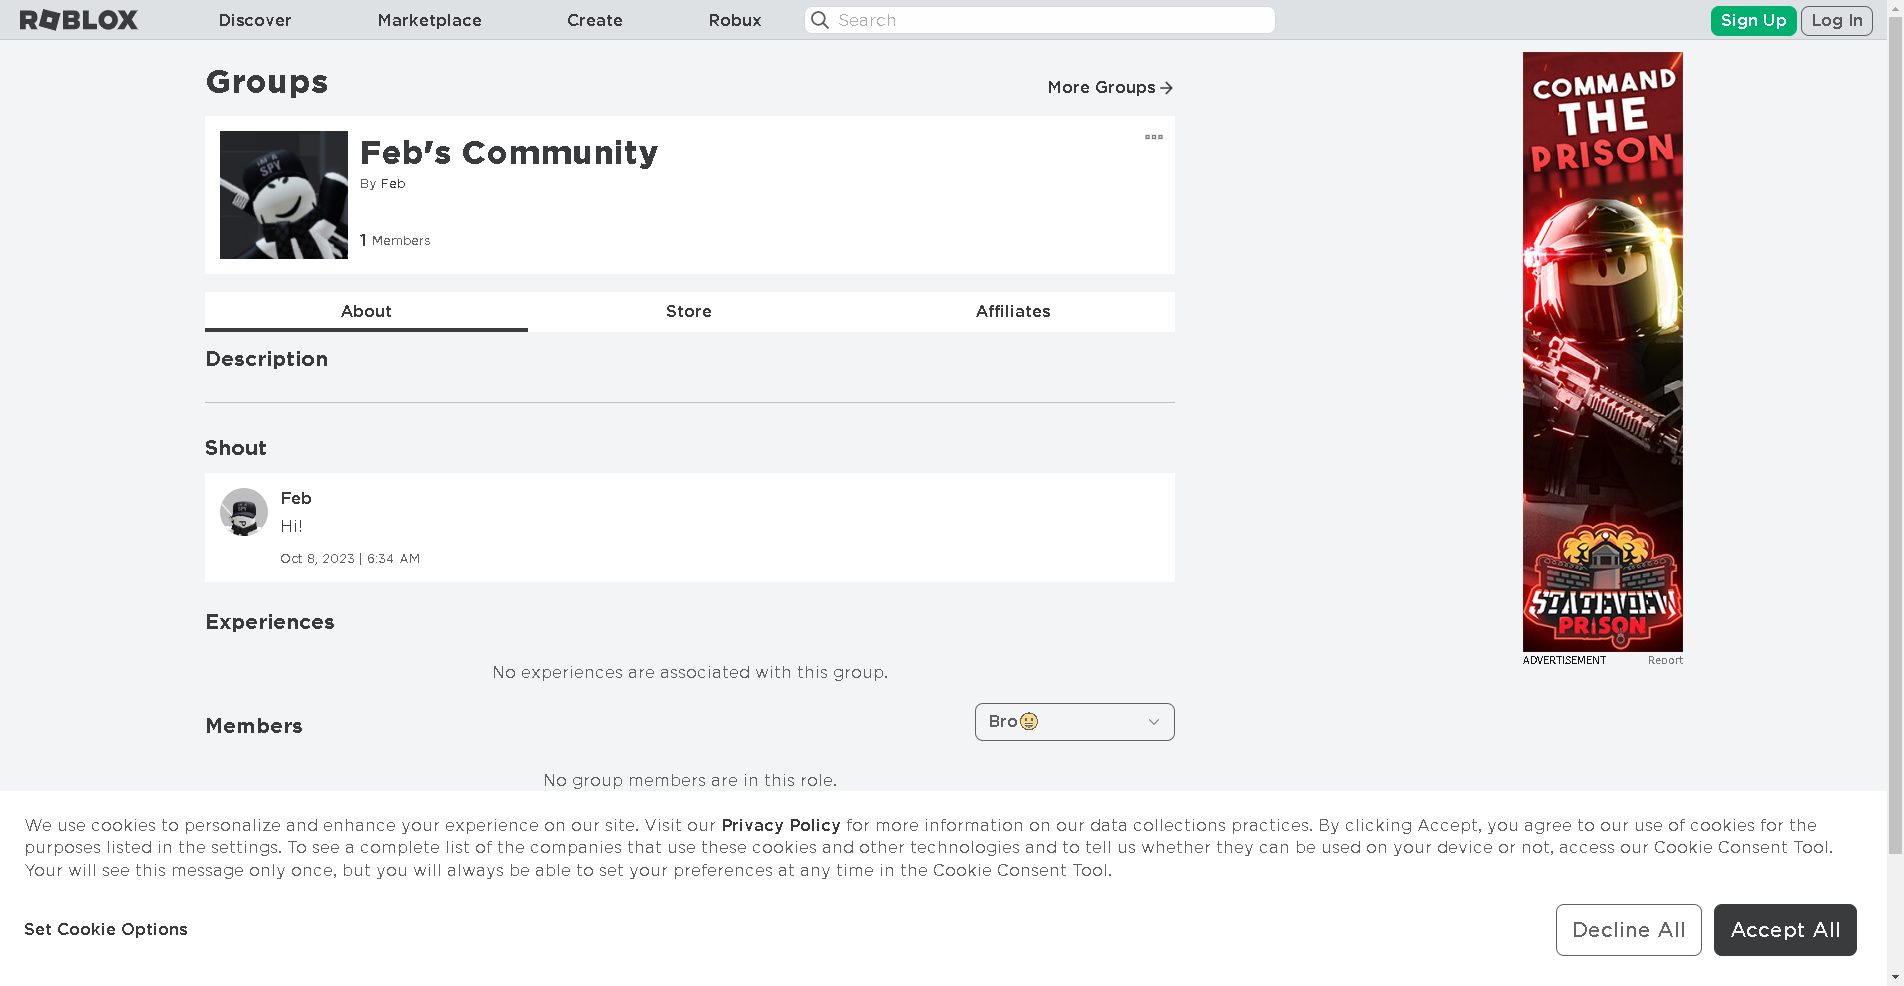 ROBLOX
Discover
Marketplace
Create
Robux
Search
Sign Up
Log In
Groups
More Groups
IM A
SPY
Feb's Community
By Feb
1 Members
About
Store
Affiliates
Description
Shout
Feb
Hi!
Oct 8, 2023 | 6:34 AM
Experiences
No experiences are associated with this group.
Members
Bro😀
No group members are in this role.
COMMAND
THE
PRISON
PRISON
ADVERTISEMENT
Report
We use cookies to personalize and enhance your experience on our site. Visit our Privacy Policy for more information on our data collections practices. By clicking Accept, you agree to our use of cookies for the
purposes listed in the settings. To see a complete list of the companies that use these cookies and other technologies and to tell us whether they can be used on your device or not, access our Cookie Consent Tool.
Your will see this message only once, but you will always be able to set your preferences at any time in the Cookie Consent Tool.
Set Cookie Options
Decline All
Accept All